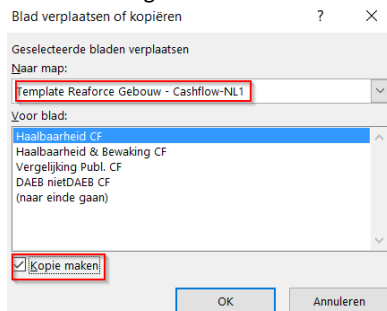 Blad verplaatsen of kopiëren ? ×
Geselecteerde bladen verplaatsen
Naar map:
Template Reaforce Gebouw - Cashflow-NL1
Voor blad:
Haalbaarheid CF
Haalbaarheid & Bewaking CF
Vergelijking Publ. CF
DAEB nietDAEB CF
(naar einde gaan)
Kopie maken
OK Annuleren